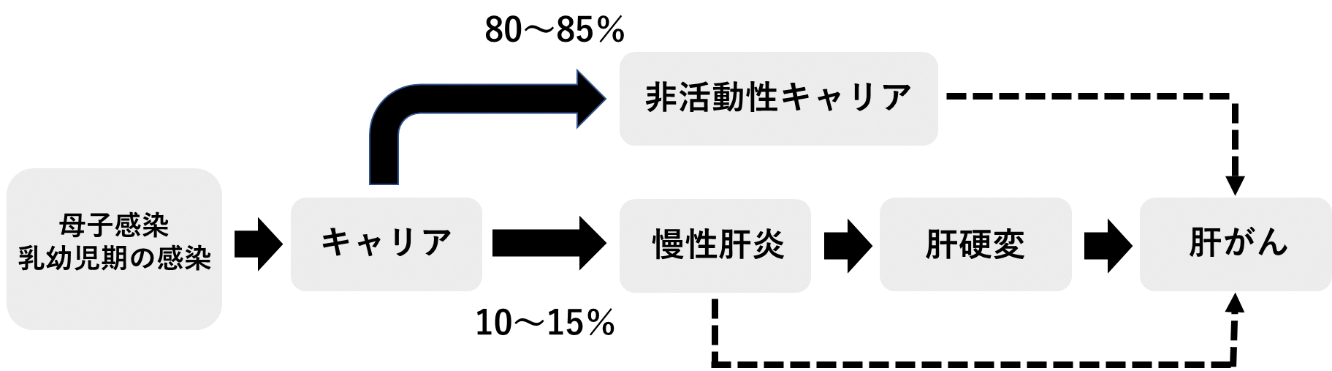 80～85%
非活動性キャリア
母子感染
乳幼児期の感染
キャリア
慢性肝炎
肝硬変
肝がん
10～15%